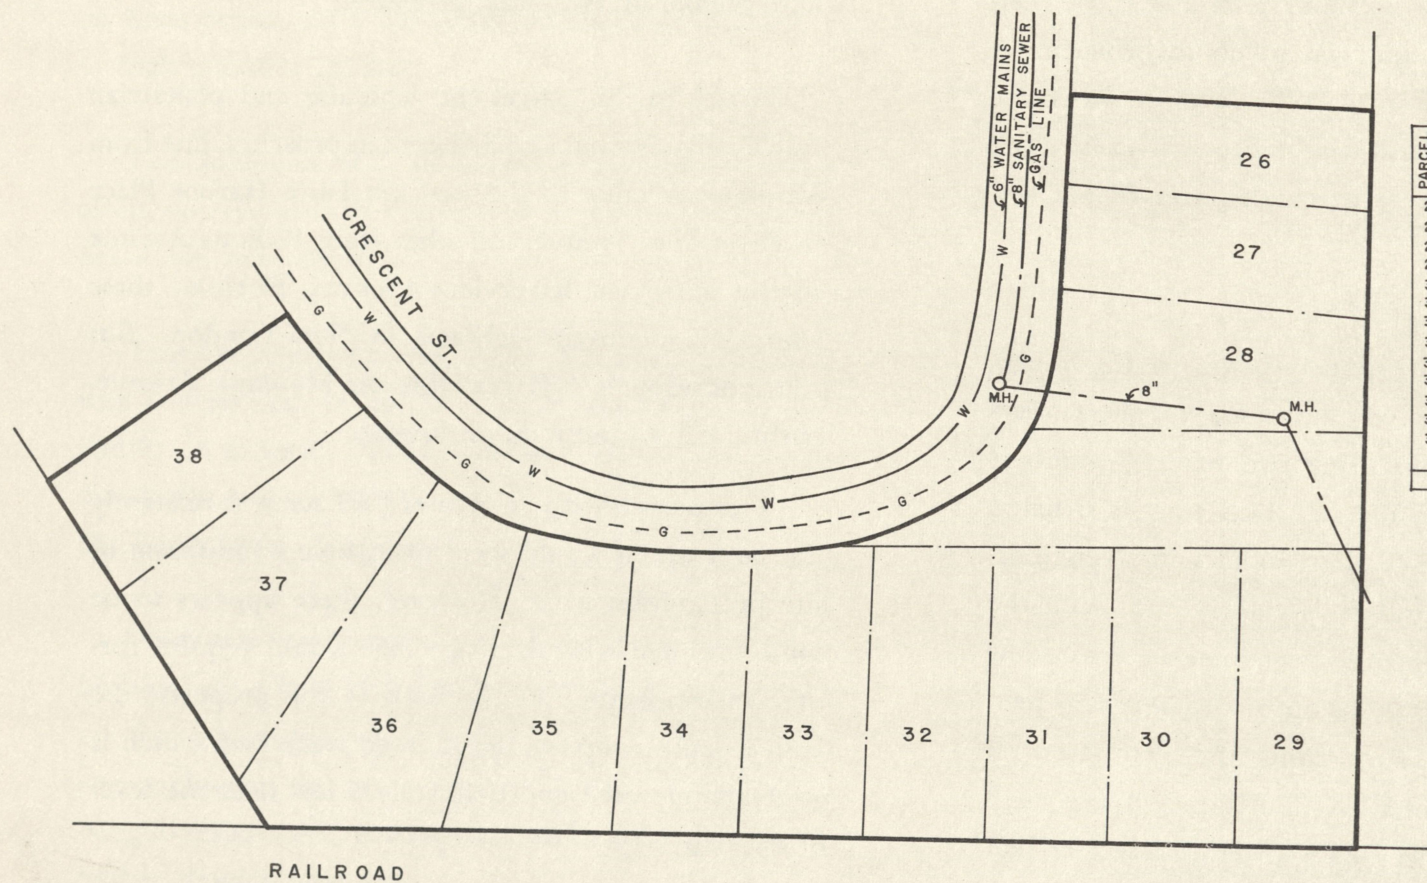 6" WATER MAINS
8" SANITARY SEWER
GAS LINE
PARCEL
26
27
28
CRESCENT ST.
G
W
W
G
8"
M.H.
M.H.
W
38
G
W
W
G
G
37
36
35
34
33
32
31
30
29
RAILROAD